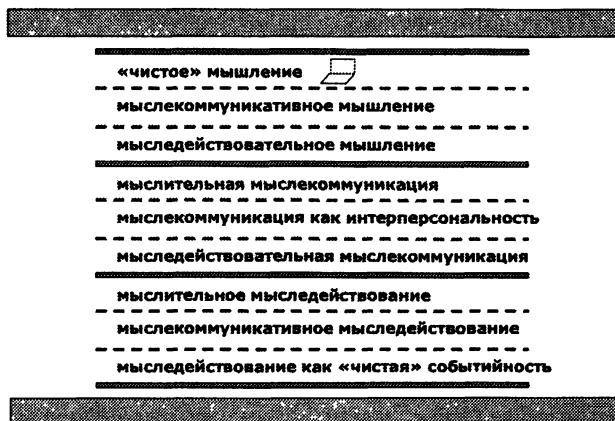 «чистое» мышление
мыслекоммуникативное мышление
мыследействовательное мышление
мыслительная мыслекоммуникация
мыслекоммуникация как интерперсональность
мыследействовательная мыслекоммуникация
мыслительное мыследействование
мыслекоммуникативное мыследействование
мыследействование как «чистая» событийность